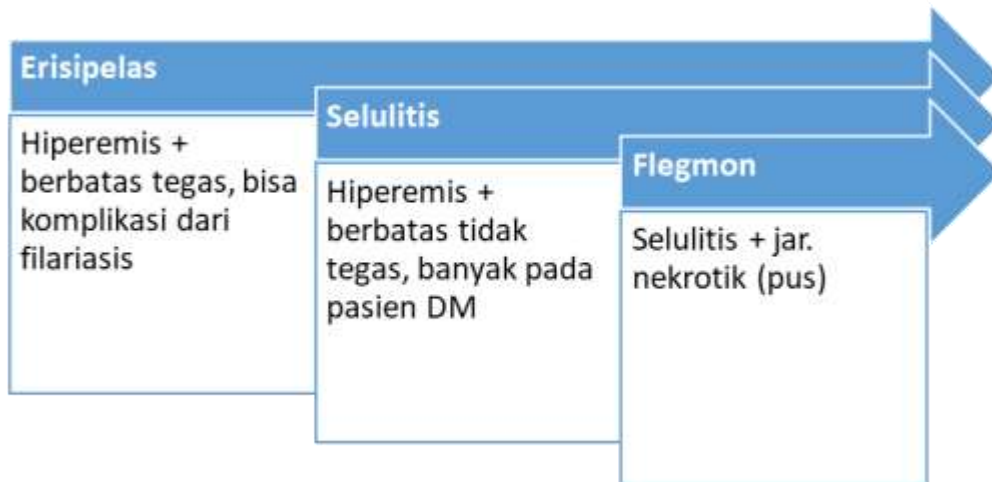 Erisipelas
Hiperemis +
berbatas tegas, bisa
komplikasi dari
filariasis
Selulitis
Hiperemis +
berbatas tidak
tegas, banyak pada
pasien DM
Flegmon
Selulitis + jar.
nekrotik (pus)